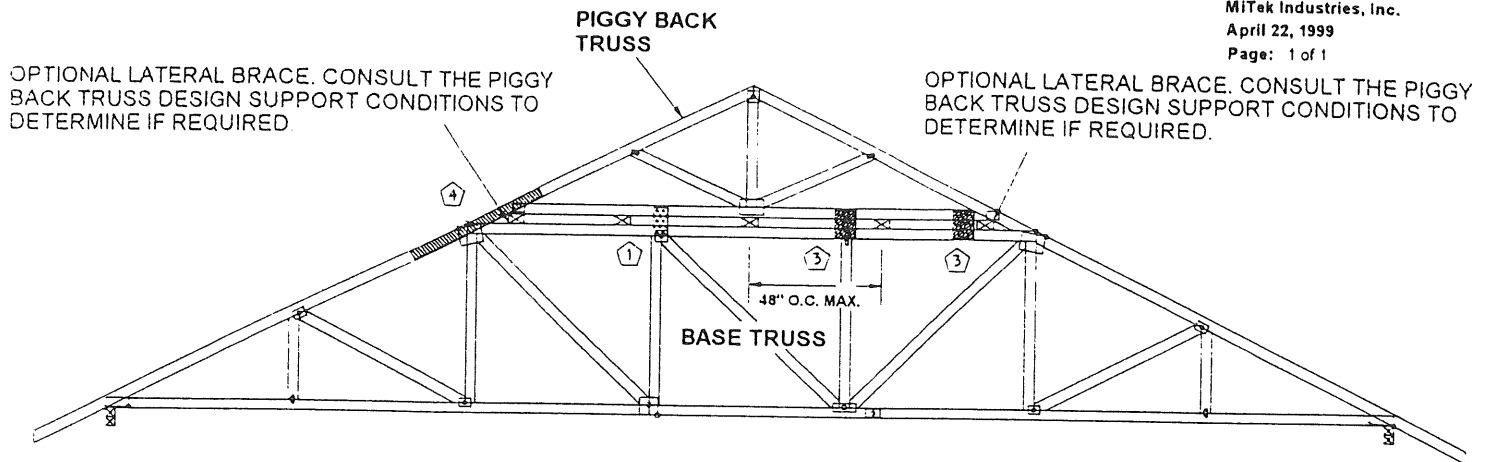 MiTek Industries, Inc.
April 22, 1999
Page: 1 of 1
PIGGY BACK
TRUSS
OPTIONAL LATERAL BRACE. CONSULT THE PIGGY
BACK TRUSS DESIGN SUPPORT CONDITIONS TO
DETERMINE IF REQUIRED.
OPTIONAL LATERAL BRACE. CONSULT THE PIGGY
BACK TRUSS DESIGN SUPPORT CONDITIONS TO
DETERMINE IF REQUIRED.
4
1
3
3
48" O.C. MAX.
BASE TRUSS